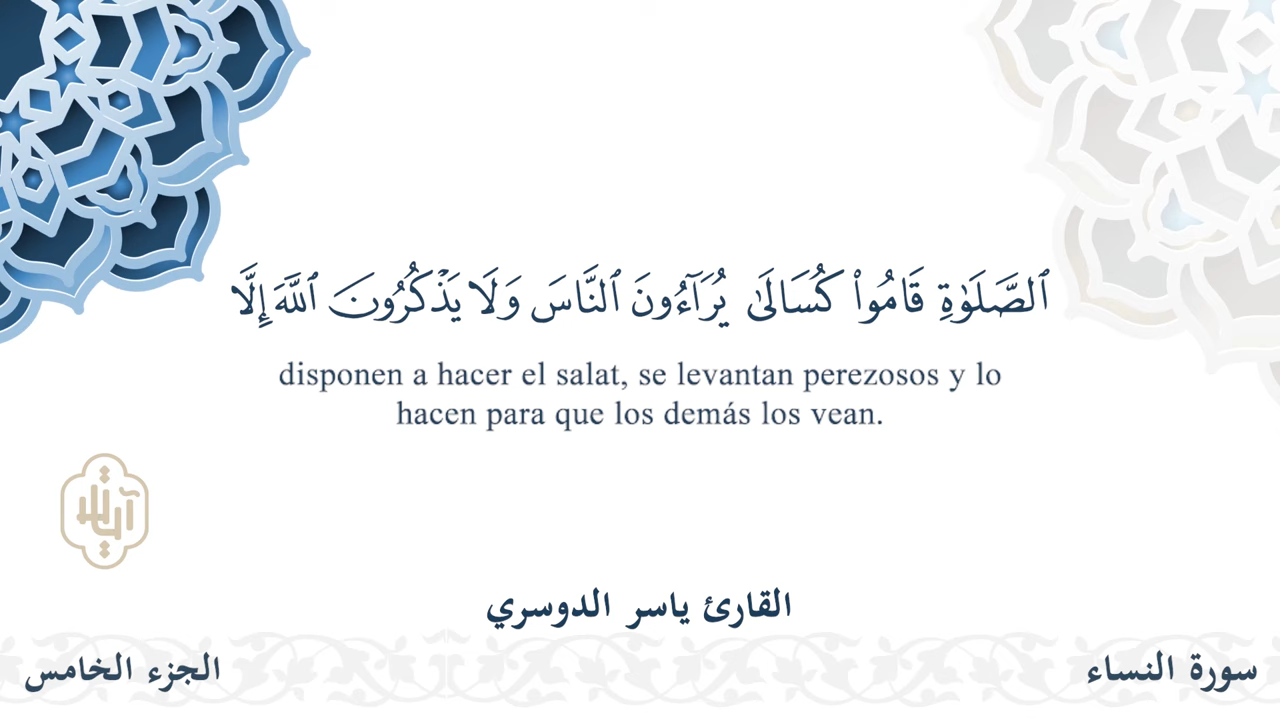 ٱلصَّلَوٰةِ قَامُواْ كُسَالَىٰ يُرَآءُونَ ٱلنَّاسَ وَلَا يَذْكُرُونَ ٱللَّهَ إِلَّا
disponen a hacer el salat, se levantan perezosos y lo
hacen para que los demás los vean.
القارئ ياسر الدوسري
سورة النساء
الجزء الخامس